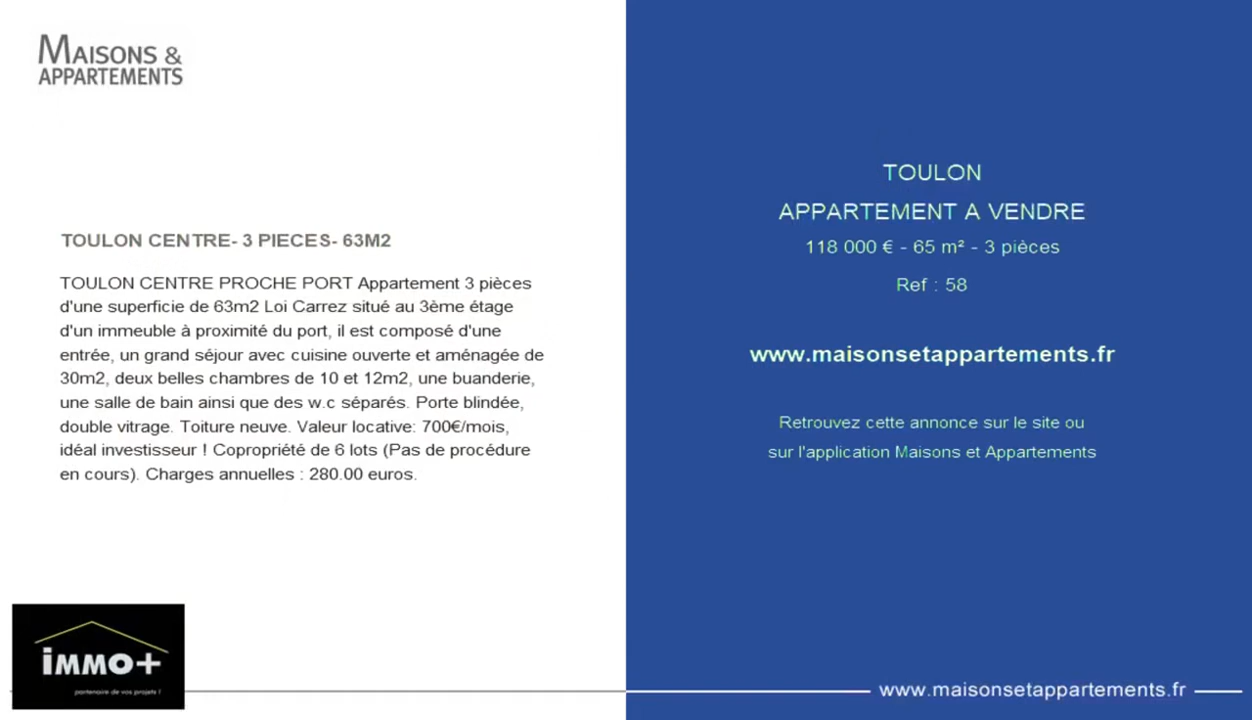 MAISONS &
APPARTEMENTS
TOULON CENTRE- 3 PIECES- 63M2
TOULON CENTRE PROCHE PORT Appartement 3 pièces
d'une superficie de 63m2 Loi Carrez situé au 3ème étage
d'un immeuble à proximité du port, il est composé d'une
entrée, un grand séjour avec cuisine ouverte et aménagée de
30m2, deux belles chambres de 10 et 12m2, une buanderie,
une salle de bain ainsi que des w.c séparés. Porte blindée,
double vitrage. Toiture neuve. Valeur locative: 700€/mois,
idéal investisseur ! Copropriété de 6 lots (Pas de procédure
en cours). Charges annuelles : 280.00 euros.
immo+
partenaire de vos projets !
TOULON
APPARTEMENT A VENDRE
118 000 € - 65 m² - 3 pièces
Ref : 58
www.maisonsetappartements.fr
Retrouvez cette annonce sur le site ou
sur l'application Maisons et Appartements
www.maisonsetappartements.fr